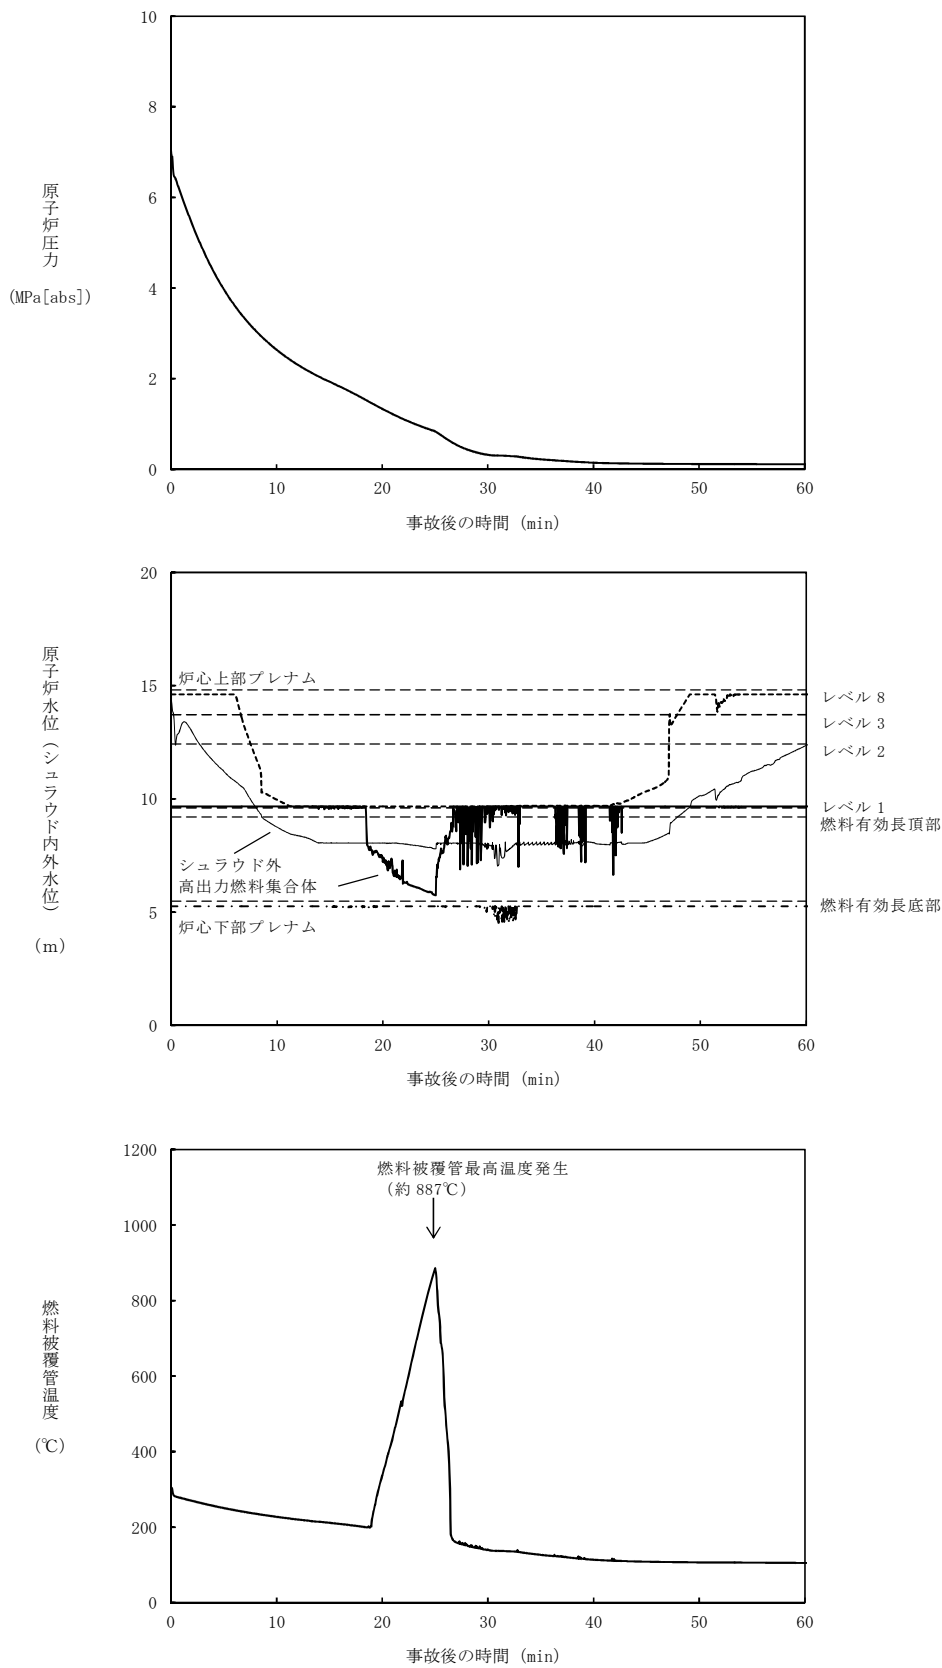 10
8
6
4
2
0
原子炉圧力
(MPa[abs])
0 10 20 30 40 50 60
事故後の時間 (min)
20
15
10
5
0
原子炉水位（シュラウド内外水位）
(m)
炉心上部プレナム
シュラウド外
高出力燃料集合体
炉心下部プレナム
レベル 8
レベル 3
レベル 2
レベル 1
燃料有効長頂部
燃料有効長底部
0 10 20 30 40 50 60
事故後の時間 (min)
1200
1000
800
600
400
200
0
燃料被覆管温度
(℃)
燃料被覆管最高温度発生
（約 887℃）
0 10 20 30 40 50 60
事故後の時間 (min)